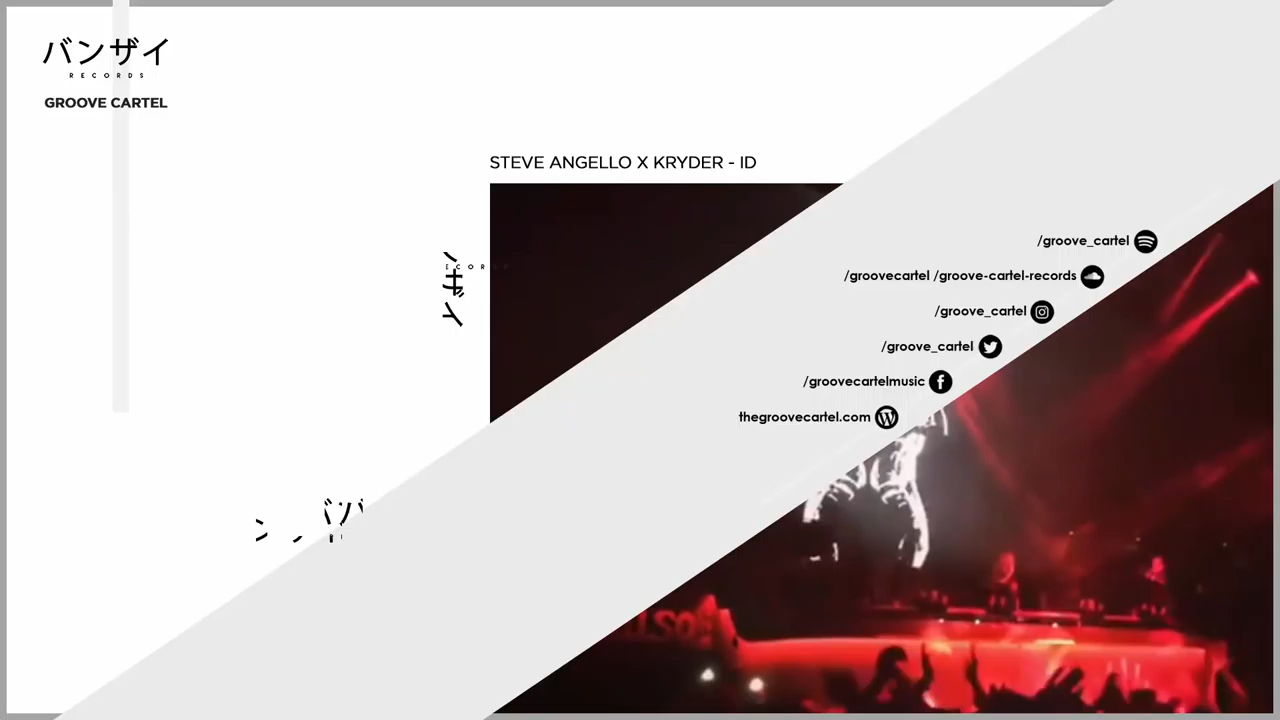 バンザイ
RECORDS
GROOVE CARTEL
STEVE ANGELLO X KRYDER - ID
/groove_cartel
/groovecartel /groove-cartel-records
/groove_cartel
/groove_cartel
/groovecartelmusic
thegroovecartel.com